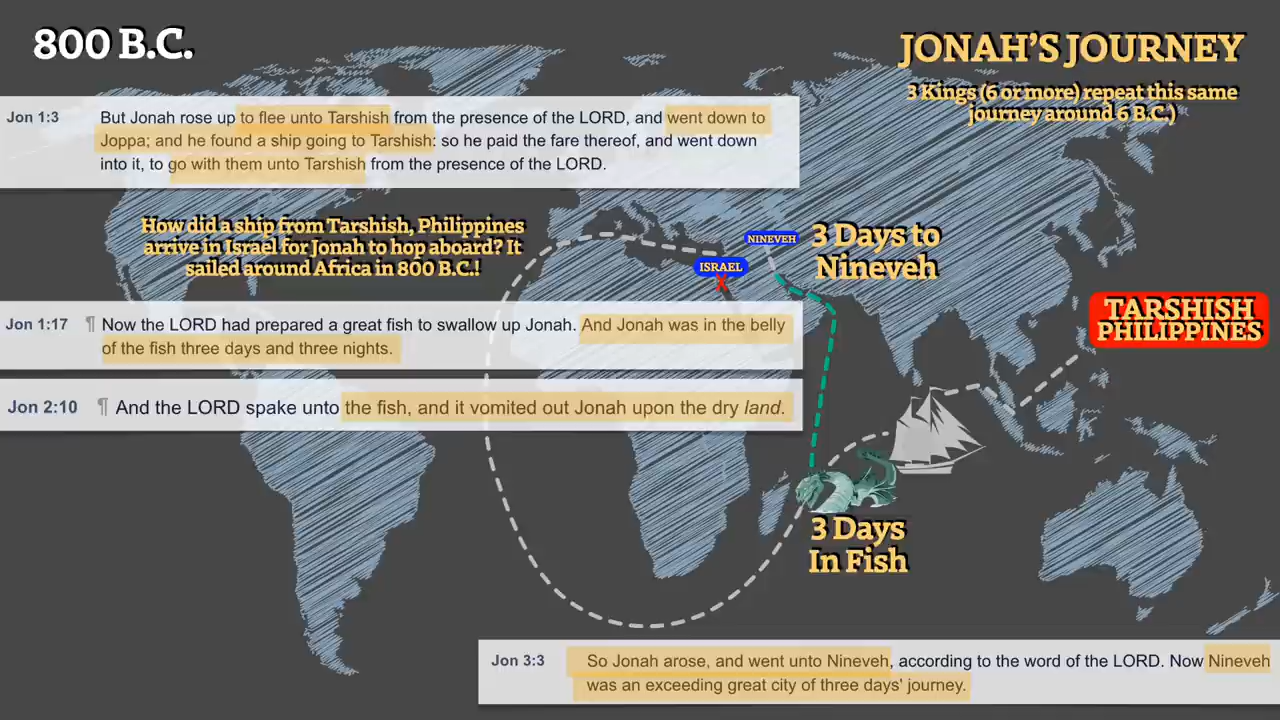 800 B.C.
JONAH'S JOURNEY
3 Kings (6 or more) repeat this same
journey around 6 B.C.)
Jon 1:3 But Jonah rose up to flee unto Tarshish from the presence of the LORD, and went down to
Joppa; and he found a ship going to Tarshish: so he paid the fare thereof, and went down
into it, to go with them unto Tarshish from the presence of the LORD.
How did a ship from Tarshish, Philippines
arrive in Israel for Jonah to hop aboard? It
sailed around Africa in 800 B.C.!
NINEVEH
3 Days to
Nineveh
ISRAEL
X
TARSHISH
PHILIPPINES
Jon 1:17 ¶ Now the LORD had prepared a great fish to swallow up Jonah. And Jonah was in the belly
of the fish three days and three nights.
Jon 2:10 ¶ And the LORD spake unto the fish, and it vomited out Jonah upon the dry land.
3 Days
In Fish
Jon 3:3 So Jonah arose, and went unto Nineveh, according to the word of the LORD. Now Nineveh
was an exceeding great city of three days' journey.